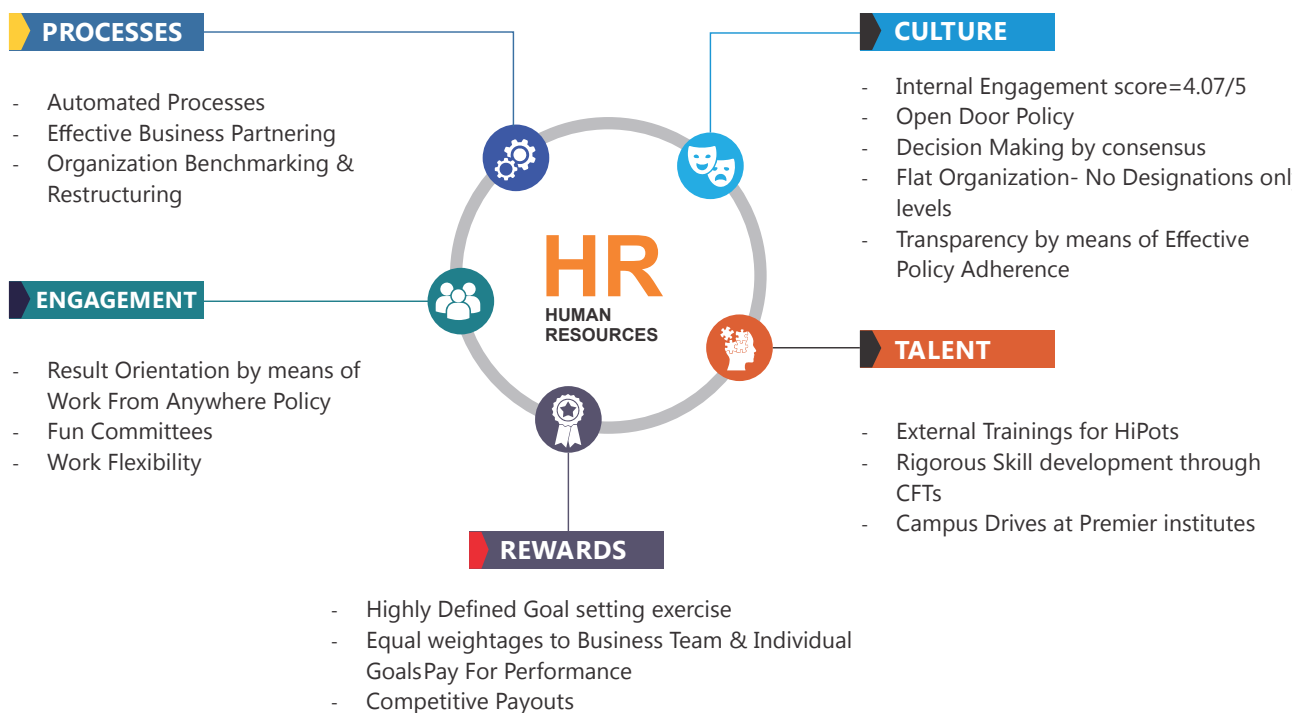 PROCESSES
- Automated Processes
- Effective Business Partnering
- Organization Benchmarking &
Restructuring
CULTURE
- Internal Engagement score=4.07/5
- Open Door Policy
- Decision Making by consensus
- Flat Organization- No Designations onl
levels
- Transparency by means of Effective
Policy Adherence
HR
HUMAN
RESOURCES
ENGAGEMENT
- Result Orientation by means of
Work From Anywhere Policy
- Fun Committees
- Work Flexibility
TALENT
- External Trainings for HiPots
- Rigorous Skill development through
CFTs
- Campus Drives at Premier institutes
REWARDS
- Highly Defined Goal setting exercise
- Equal weightages to Business Team & Individual
GoalsPay For Performance
- Competitive Payouts